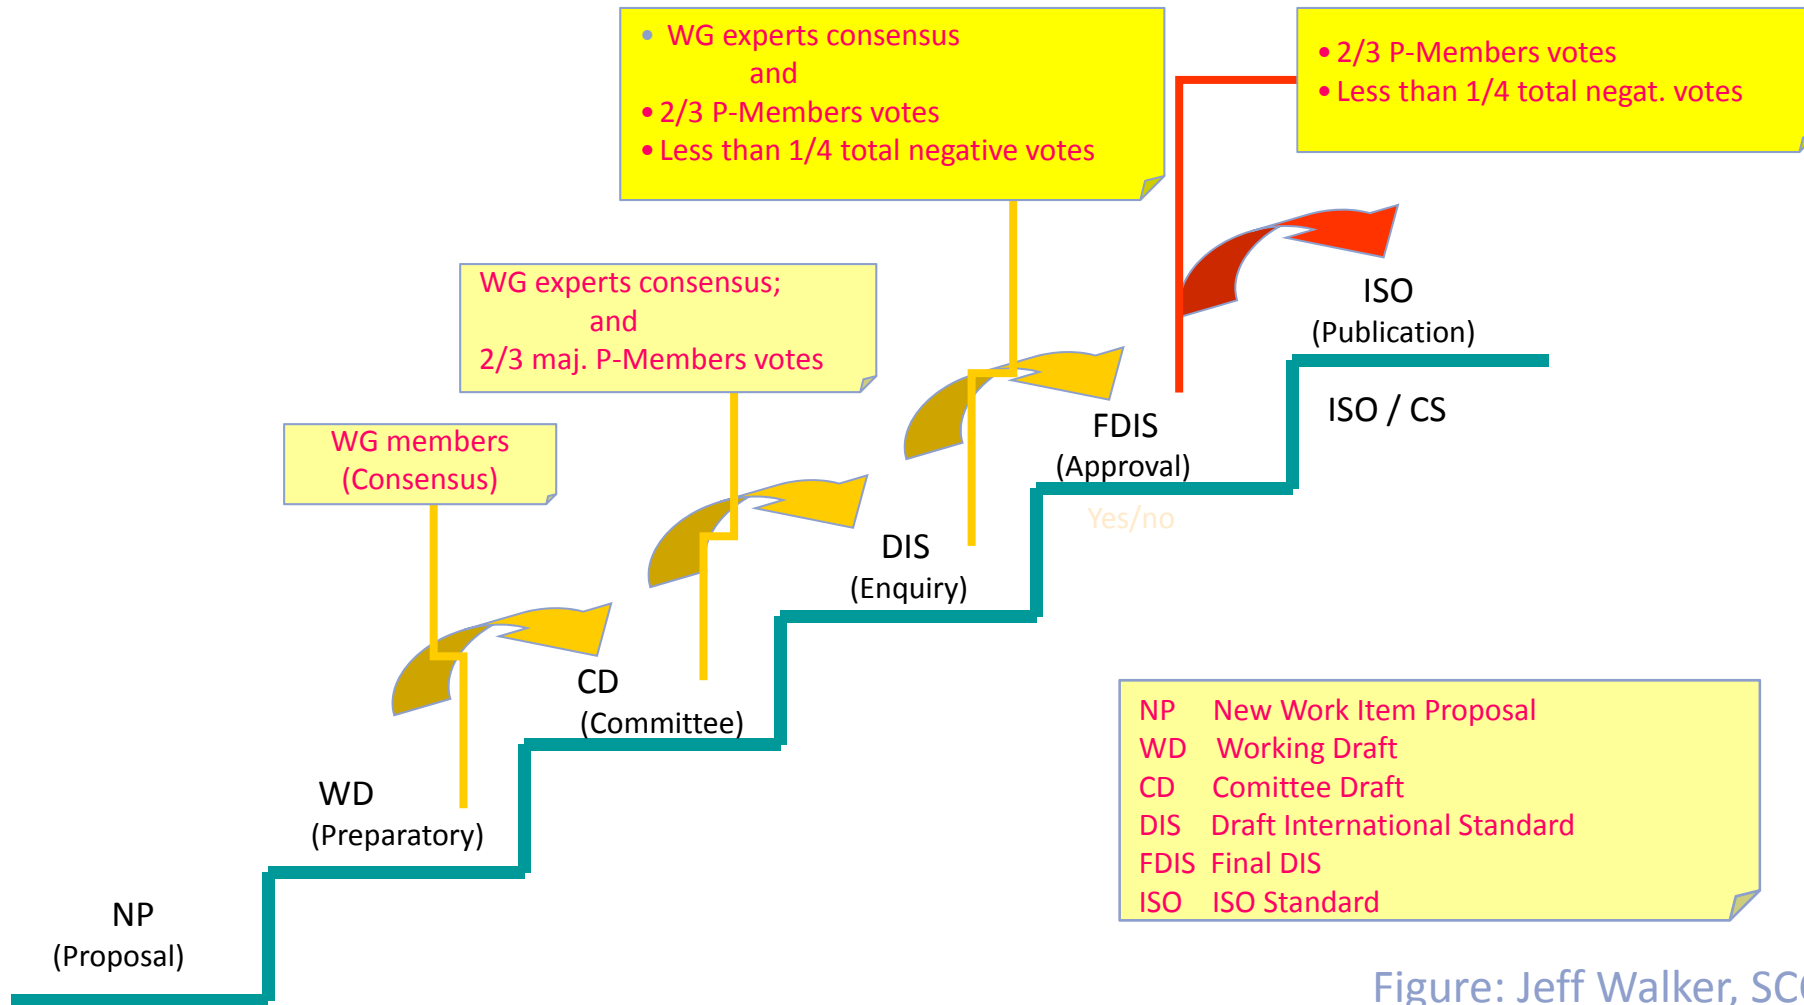 • WG experts consensus
and
• 2/3 P-Members votes
• Less than 1/4 total negative votes
• 2/3 P-Members votes
• Less than 1/4 total negat. votes
WG experts consensus;
and
2/3 maj. P-Members votes
WG members
(Consensus)
ISO
(Publication)
ISO / CS
FDIS
(Approval)
Yes/no
DIS
(Enquiry)
CD
(Committee)
WD
(Preparatory)
NP
(Proposal)
NP New Work Item Proposal
WD Working Draft
CD Comittee Draft
DIS Draft International Standard
FDIS Final DIS
ISO ISO Standard
Figure: Jeff Walker,